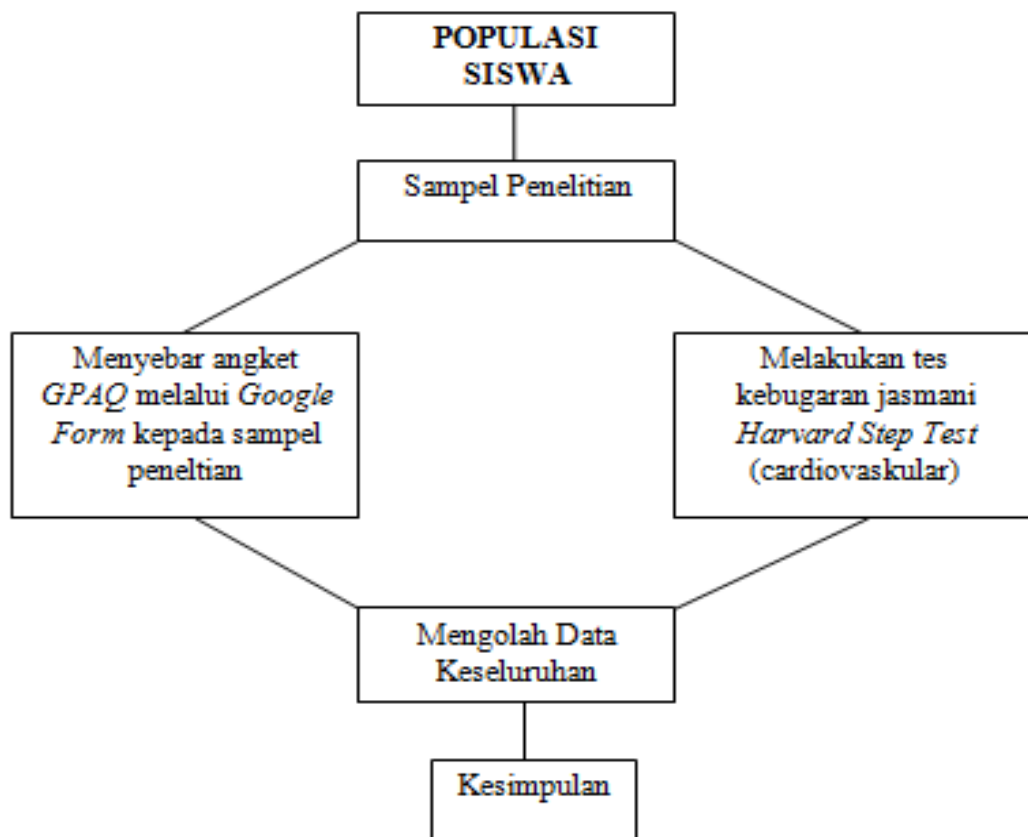 POPULASI
SISWA
Sampel Penelitian
Menyebar angket
GPAQ melalui Google
Form kepada sampel
peneltian
Melakukan tes
kebugaran jasmani
Harvard Step Test
(cardiovaskular)
Mengolah Data
Keseluruhan
Kesimpulan